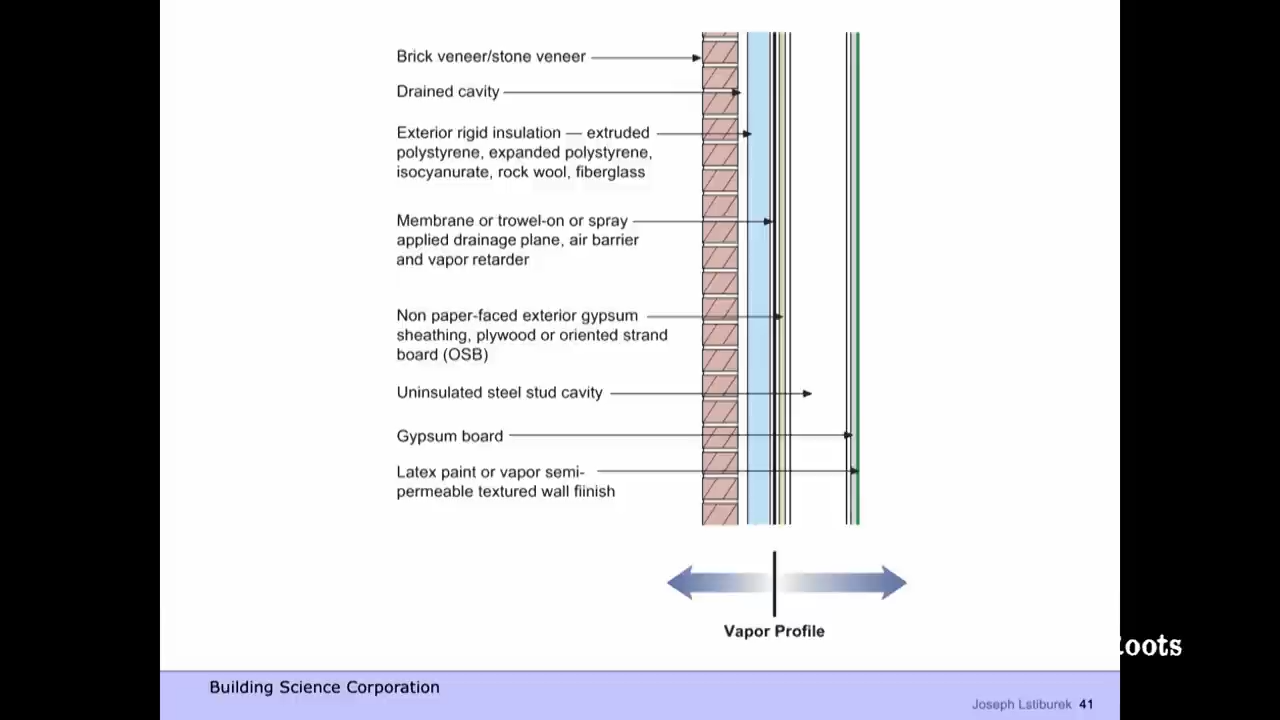 Brick veneer/stone veneer
Drained cavity
Exterior rigid insulation — extruded
polystyrene, expanded polystyrene,
isocyanurate, rock wool, fiberglass
Membrane or trowel-on or spray
applied drainage plane, air barrier
and vapor retarder
Non paper-faced exterior gypsum
sheathing, plywood or oriented strand
board (OSB)
Uninsulated steel stud cavity
Gypsum board
Latex paint or vapor semi-
permeable textured wall fiinish
Vapor Profile
Building Science Corporation
Joseph Lstiburek 41